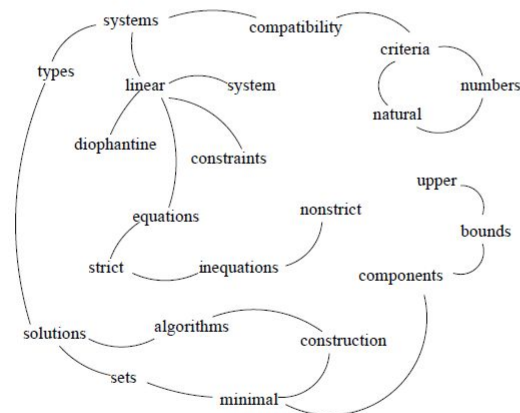 systems
compatibility
criteria
types
linear
system
numbers
natural
diophantine
constraints
upper
nonstrict
equations
bounds
strict
inequations
components
solutions
algorithms
construction
sets
minimal